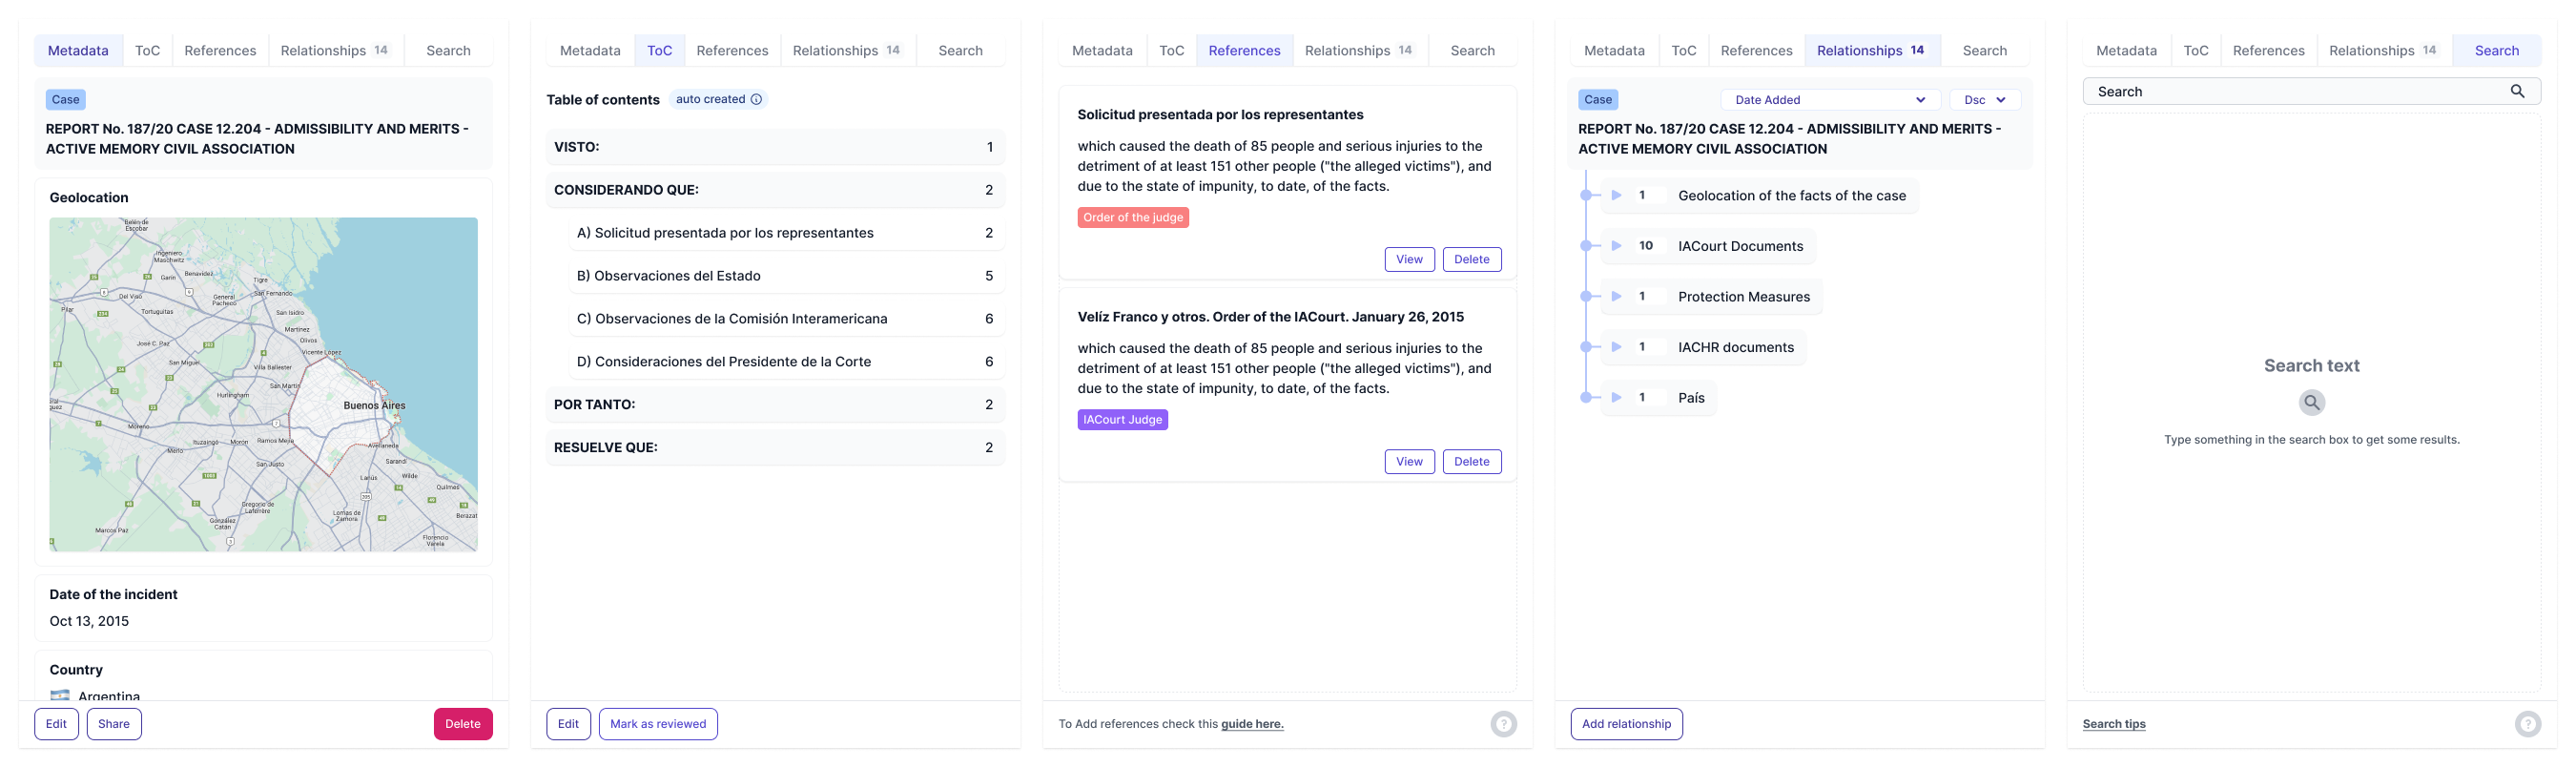 Metadata
ToC
References
Relationships 14
Search
Case
REPORT No. 187/20 CASE 12.204 - ADMISSIBILITY AND MERITS -
ACTIVE MEMORY CIVIL ASSOCIATION
Geolocation
Belén de
Escobar
Ingeniero
Maschwitz
Benavidez
Garin
Tigre
General
Pacheco
San Fernando
Del Viso
Pilar
Tortuguitas
San Isidro
Martinez
Olivos
José C. Paz
Vicente López
San Miguel
Villa Ballester
San Martin
Hurlingham
Buenos Aires
Moreno
Ituzaingó
Moron
Ramos Mejia
Avellaneda
Merlo
San Justo
Sarandi
Lanús
Wilde
Quilmes
Gregorio de
Laferrère
Lomas de
Zamora
González
Catán
Berazat
Marcos Paz
Florencio
Varela
Date of the incident
Oct 13, 2015
Country
Argentina
Edit
Share
Delete
Metadata
ToC
References
Relationships 14
Search
Table of contents
auto created
VISTO: 1
CONSIDERANDO QUE: 2
A) Solicitud presentada por los representantes 2
B) Observaciones del Estado 5
C) Observaciones de la Comisión Interamericana 6
D) Consideraciones del Presidente de la Corte 6
POR TANTO: 2
RESUELVE QUE: 2
Edit
Mark as reviewed
Metadata
ToC
References
Relationships 14
Search
Solicitud presentada por los representantes
which caused the death of 85 people and serious injuries to the
detriment of at least 151 other people ("the alleged victims"), and
due to the state of impunity, to date, of the facts.
Order of the judge
View
Delete
Velíz Franco y otros. Order of the IACourt. January 26, 2015
which caused the death of 85 people and serious injuries to the
detriment of at least 151 other people ("the alleged victims"), and
due to the state of impunity, to date, of the facts.
IACourt Judge
View
Delete
To Add references check this guide here.
?
Metadata
ToC
References
Relationships 14
Search
Case
Date Added
Dsc
REPORT No. 187/20 CASE 12.204 - ADMISSIBILITY AND MERITS -
ACTIVE MEMORY CIVIL ASSOCIATION
1 Geolocation of the facts of the case
10 IACourt Documents
1 Protection Measures
1 IACHR documents
1 País
Add relationship
Metadata
ToC
References
Relationships 14
Search
Search
Search text
Type something in the search box to get some results.
Search tips
?